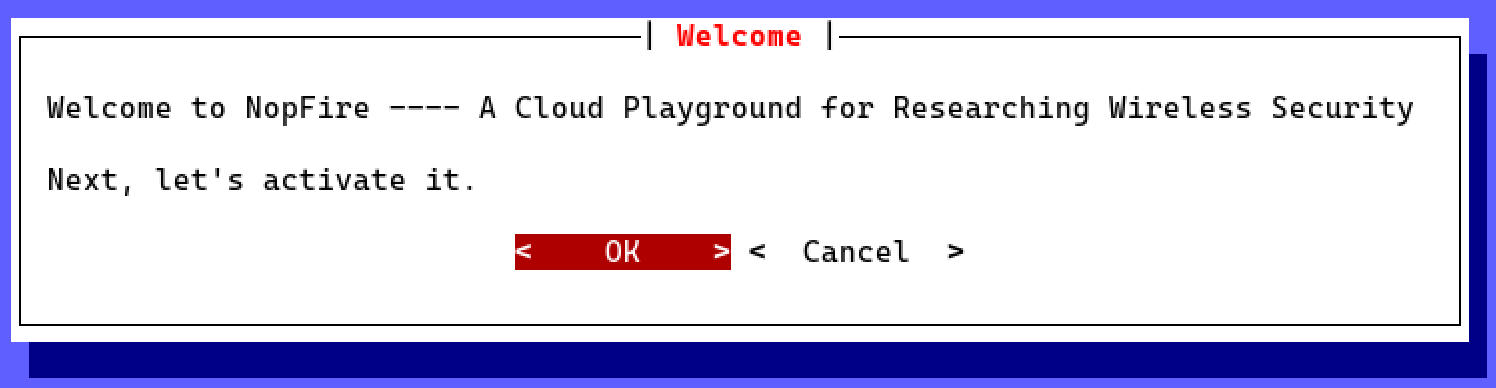 Welcome
Welcome to NopFire ---- A Cloud Playground for Researching Wireless Security
Next, let's activate it.
< OK > < Cancel >